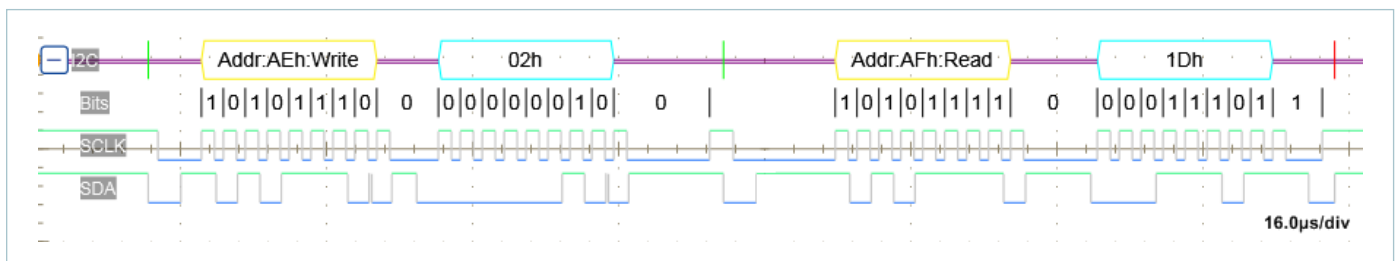 I2C Addr:AEh:Write 02h Addr:AFh:Read 1Dh
Bits 1 0 1 0 1 1 1 0 0 0 0 0 0 0 0 1 0 0 1 0 1 0 1 1 1 1 0 0 0 0 1 1 1 0 1 1
SCLK
SDA
16.0µs/div